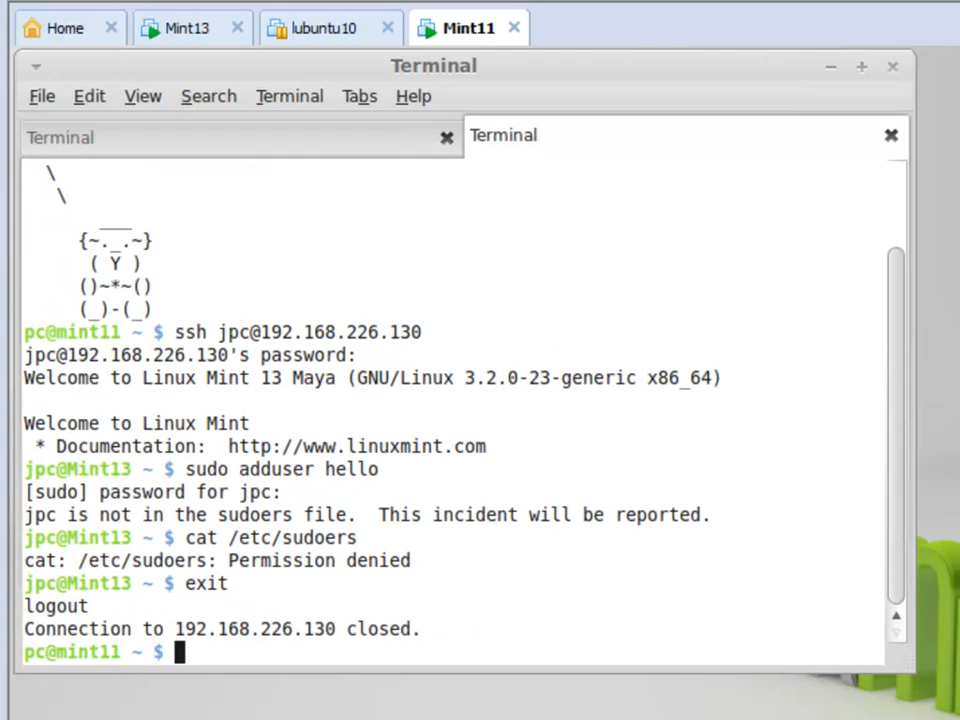 Home Mint13 lubuntu10 Mint11
Terminal
File Edit View Search Terminal Tabs Help
Terminal Terminal
\
\
___
{~._.~}
( Y )
()~*~()
(_)-(_)
pc@mint11 ~ $ ssh jpc@192.168.226.130
jpc@192.168.226.130's password:
Welcome to Linux Mint 13 Maya (GNU/Linux 3.2.0-23-generic x86_64)
Welcome to Linux Mint
* Documentation:  http://www.linuxmint.com
jpc@Mint13 ~ $ sudo adduser hello
[sudo] password for jpc:
jpc is not in the sudoers file.  This incident will be reported.
jpc@Mint13 ~ $ cat /etc/sudoers
cat: /etc/sudoers: Permission denied
jpc@Mint13 ~ $ exit
logout
Connection to 192.168.226.130 closed.
pc@mint11 ~ $